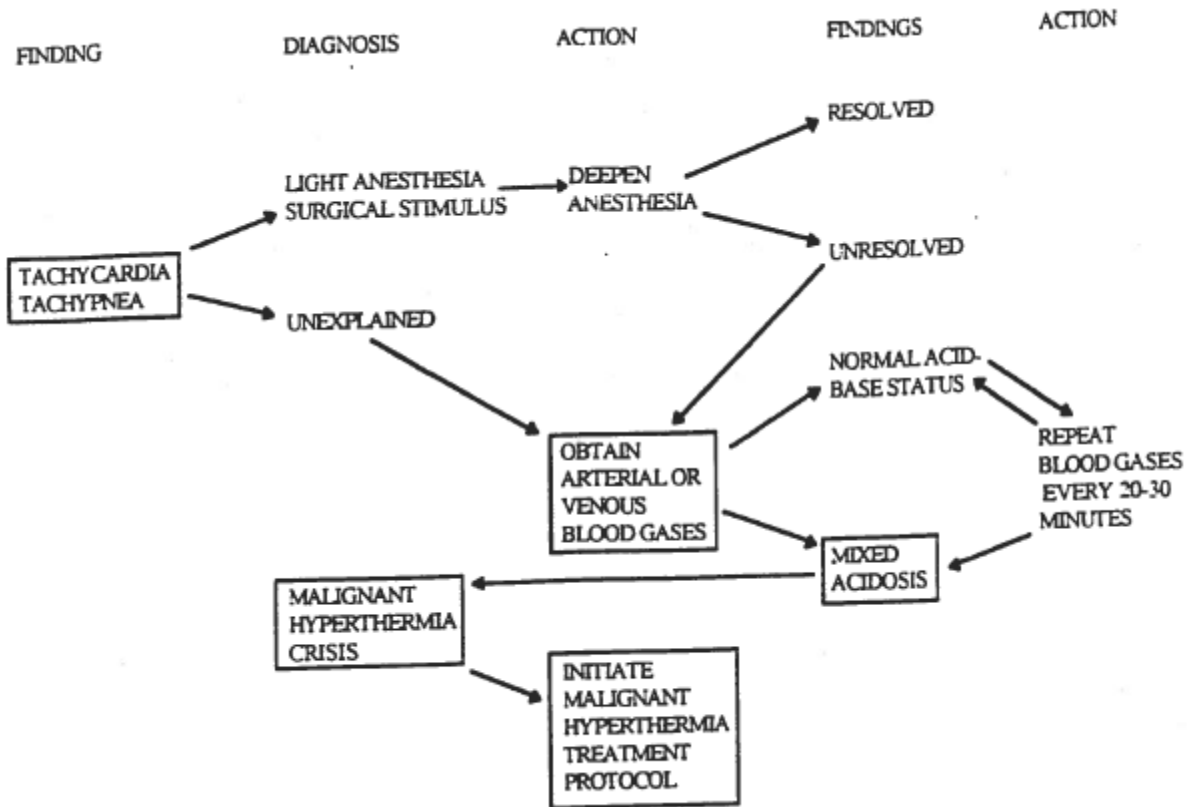 FINDING
DIAGNOSIS
ACTION
FINDINGS
ACTION
RESOLVED
LIGHT ANESTHESIA
SURGICAL STIMULUS
DEEPEN
ANESTHESIA
UNRESOLVED
TACHYCARDIA
TACHYPNEA
UNEXPLAINED
NORMAL ACID-
BASE STATUS
OBTAIN
ARTERIAL OR
VENOUS
BLOOD GASES
REPEAT
BLOOD GASES
EVERY 20-30
MINUTES
MIXED
ACIDOSIS
MALIGNANT
HYPERTHERMIA
CRISIS
INITIATE
MALIGNANT
HYPERTHERMIA
TREATMENT
PROTOCOL